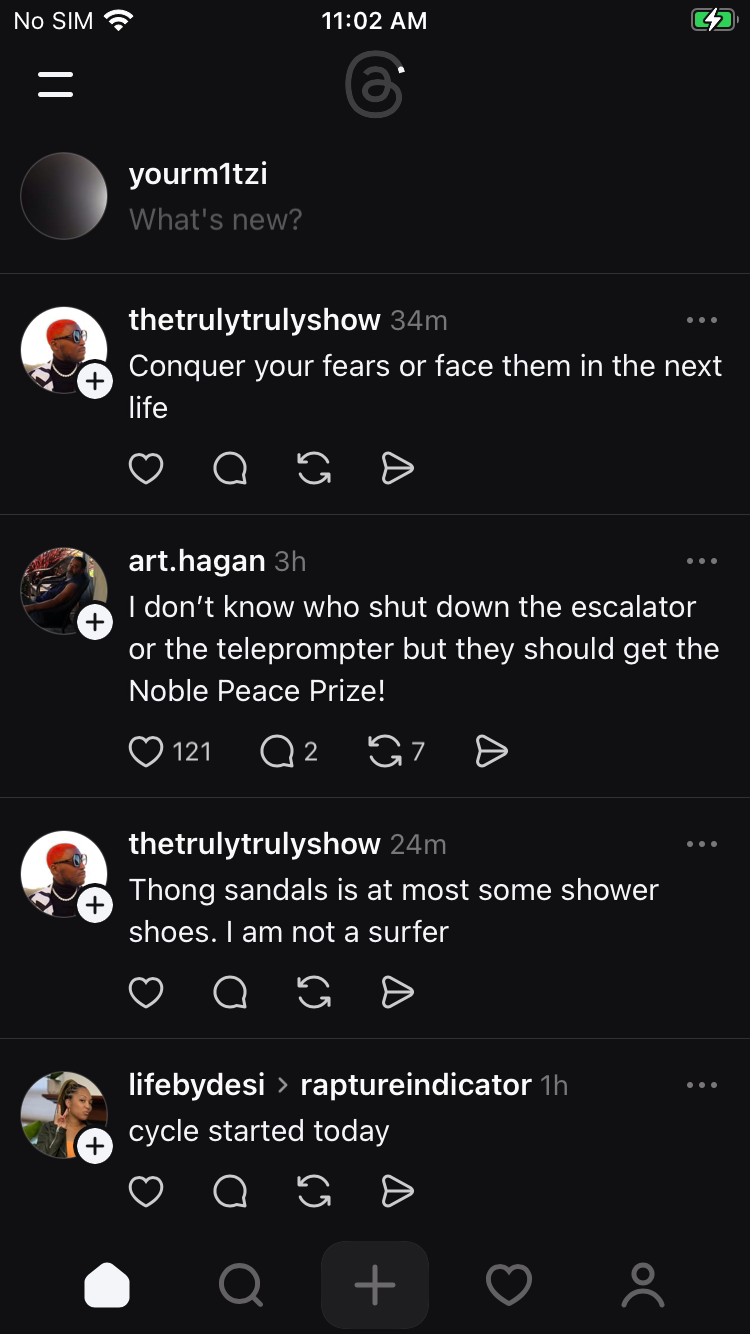 No SIM 11:02 AM
yourm1tzi
What's new?
thetrulytrulyshow 34m
Conquer your fears or face them in the next
life
art.hagan 3h
I don’t know who shut down the escalator
or the teleprompter but they should get the
Noble Peace Prize!
121 2 7
thetrulytrulyshow 24m
Thong sandals is at most some shower
shoes. I am not a surfer
lifebydesi > raptureindicator 1h
cycle started today